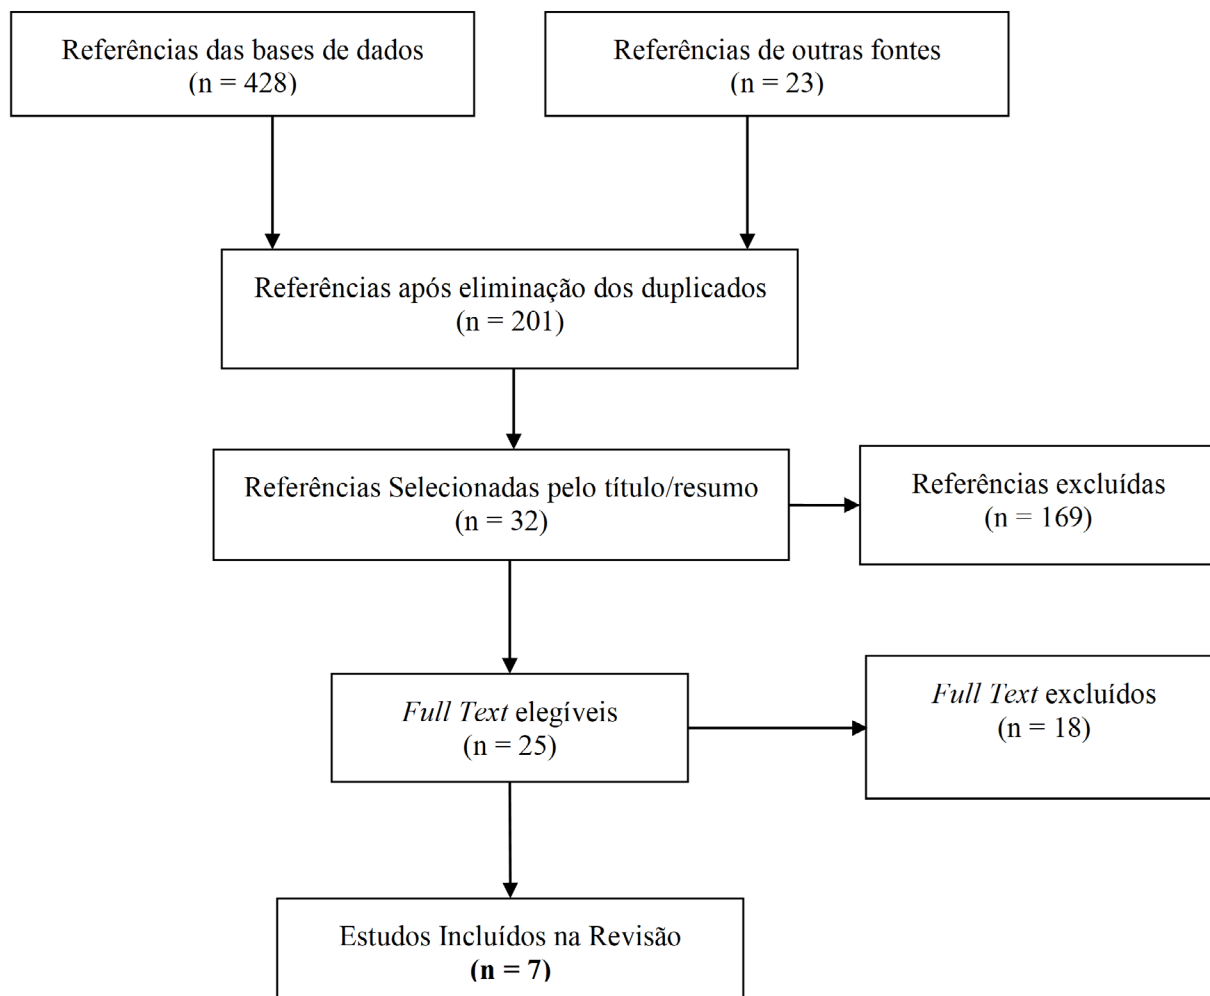 Referências das bases de dados
(n = 428)
Referências de outras fontes
(n = 23)
Referências após eliminação dos duplicados
(n = 201)
Referências Selecionadas pelo título/resumo
(n = 32)
Referências excluídas
(n = 169)
Full Text elegíveis
(n = 25)
Full Text excluídos
(n = 18)
Estudos Incluídos na Revisão
(n = 7)